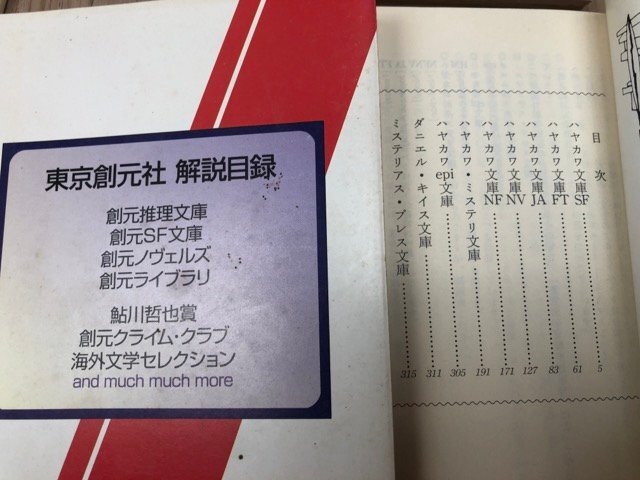 東京創元社 解説目録
創元推理文庫
創元SF文庫
創元ノヴェルズ
創元ライブラリ
鮎川哲也賞
創元クライム・クラブ
海外文学セレクション
and much much more
目次
ハヤカワ文庫SF 5
ハヤカワ文庫FT 61
ハヤカワ文庫JA 83
ハヤカワ文庫NV 127
ハヤカワ文庫NF 171
ハヤカワ・ミステリ文庫 191
ハヤカワepi文庫 305
ダニエル・キイス文庫 311
ミステリアス・プレス文庫 315